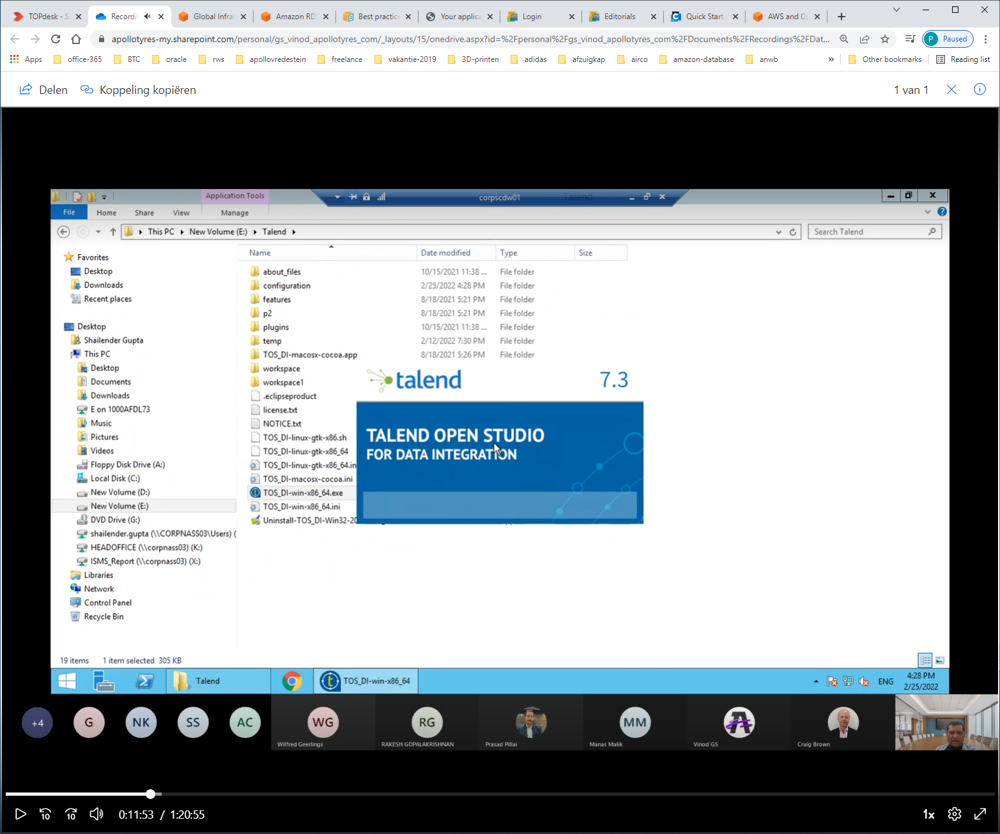 TOPdesk - S
Recordin
Global Infras
Amazon RDS
Best practice
Your applica
Login
Editorials
Quick Start
AWS and Co
apollotyres-my.sharepoint.com/personal/gs_vinod_apollotyres_com/_layouts/15/onedrive.aspx?id=%2Fpersonal%2Fgs_vinod_apollotyres_com%2FDocuments%2FRecordings%2FDat...
P Paused
Apps
office-365
BTC
oracle
rws
apollovredestein
freelance
vakantie-2019
3D-printen
adidas
afzuigkap
airco
amazon-database
anwb
»
Other bookmarks
Reading list
Delen
Koppeling kopiëren
1 van 1
Application Tools
corpscdw01
Talend
File
Home
Share
View
Manage
This PC
New Volume (E:)
Talend
Search Talend
Name
Date modified
Type
Size
Favorites
Desktop
Downloads
Recent places
Desktop
Shailender Gupta
This PC
Desktop
Documents
Downloads
E on 1000AFDL73
Music
Pictures
Videos
Floppy Disk Drive (A:)
Local Disk (C:)
New Volume (D:)
New Volume (E:)
DVD Drive (G:)
shailender.gupta (\\CORPNASS03\Users) (
HEADOFFICE (\\corpnass03) (K:)
ISMS_Report (\\corpnass03) (X:)
Libraries
Network
Control Panel
Recycle Bin
about_files 10/15/2021 11:38 ... File folder
configuration 2/25/2022 4:28 PM File folder
features 8/18/2021 5:21 PM File folder
p2 8/18/2021 5:21 PM File folder
plugins 10/15/2021 11:38 ... File folder
temp 2/12/2022 7:30 PM File folder
TOS_DI-macosx-cocoa.app 8/18/2021 5:26 PM File folder
workspace
workspace1
.eclipseproduct
license.txt
NOTICE.txt
TOS_DI-linux-gtk-x86.sh
TOS_DI-linux-gtk-x86_64
TOS_DI-linux-gtk-x86_64.in
TOS_DI-macosx-cocoa.ini
TOS_DI-win-x86_64.exe
TOS_DI-win-x86_64.ini
Uninstall-TOS_DI-Win32-20
talend
7.3
TALEND OPEN STUDIO
FOR DATA INTEGRATION
19 items
1 item selected 305 KB
Talend
TOS_DI-win-x86_64
ENG
4:28 PM
2/25/2022
+4
G
NK
SS
AC
WG
Wilfred Geerlings
RG
RAKESH GOPALAKRISHNAN
Prasad Pillai
MM
Manas Malik
Vinod GS
Craig Brown
10
10
0:11:53 / 1:20:55
1x